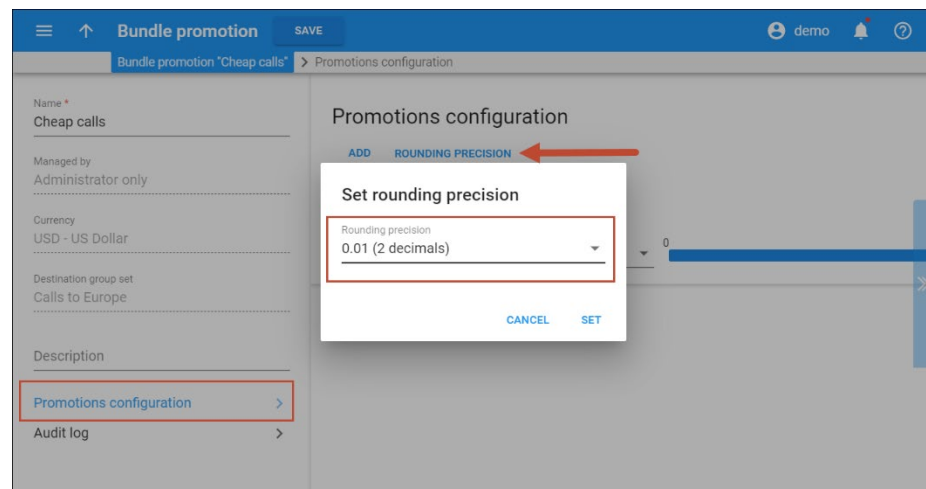 Bundle promotion SAVE demo
Bundle promotion "Cheap calls" > Promotions configuration
Name *
Cheap calls
Managed by
Administrator only
Currency
USD - US Dollar
Destination group set
Calls to Europe
Description
Promotions configuration
Audit log
Promotions configuration
ADD ROUNDING PRECISION
Set rounding precision
Rounding precision
0.01 (2 decimals)
0
CANCEL SET